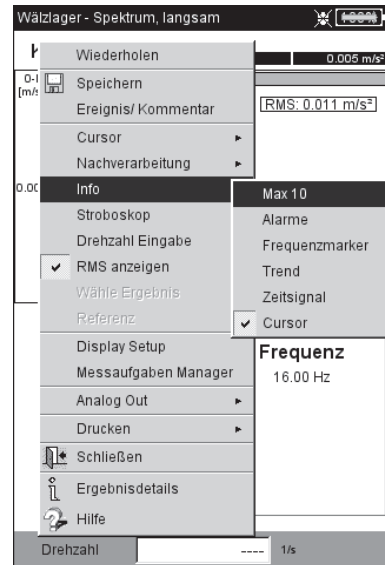 Wälzlager - Spektrum, langsam
Wiederholen
0.005 m/s²
[m/s
Speichern
RMS: 0.011 m/s²
Ereignis/ Kommentar
Cursor
Nachverarbeitung
Info
Max 10
Stroboskop
Alarme
Drehzahl Eingabe
Frequenzmarker
RMS anzeigen
Trend
Wähle Ergebnis
Zeitsignal
Referenz
Cursor
Display Setup
Frequenz
Messaufgaben Manager
16.00 Hz
Analog Out
Drucken
Schließen
Ergebnisdetails
Hilfe
Drehzahl ---- 1/s